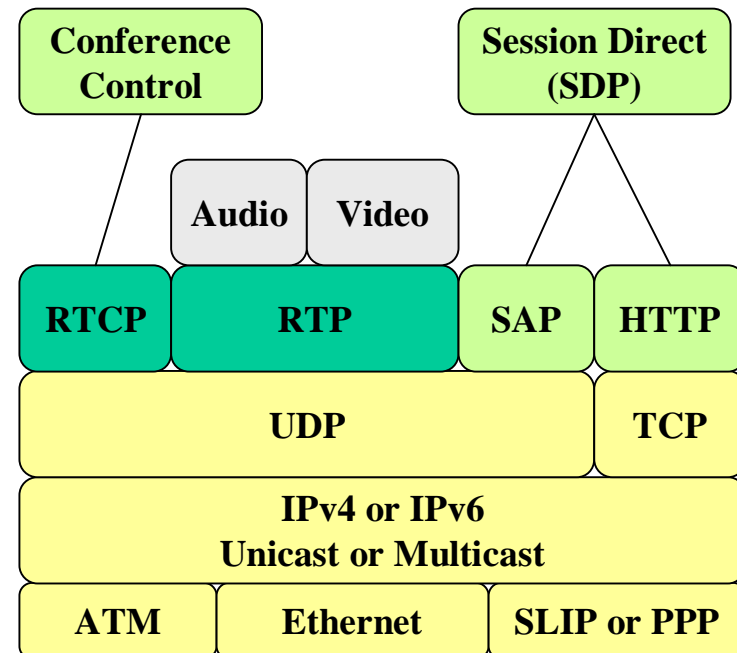 Conference
Control
Session Direct
(SDP)
Audio
Video
RTCP
RTP
SAP
HTTP
UDP
TCP
IPv4 or IPv6
Unicast or Multicast
ATM
Ethernet
SLIP or PPP